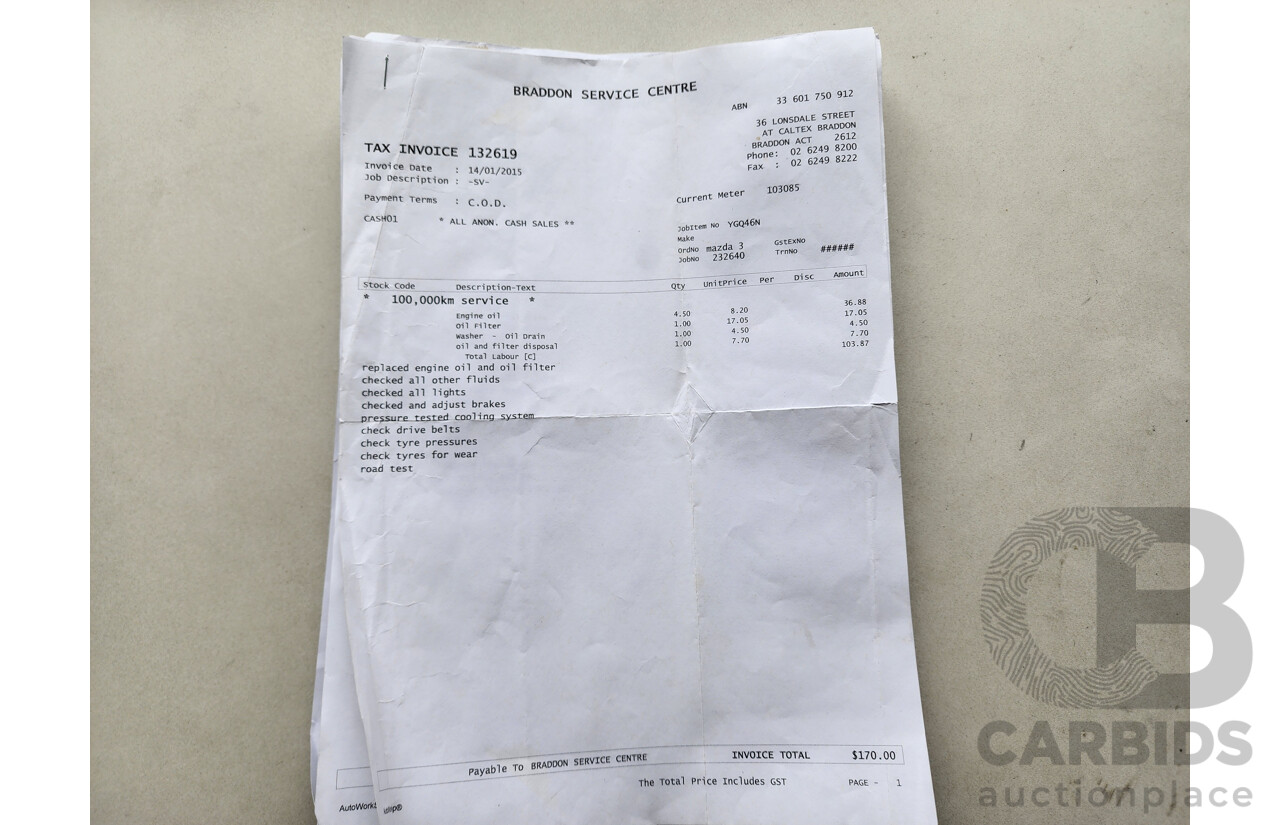 BRADDON SERVICE CENTRE
ABN 33 601 750 912
36 LONSDALE STREET
AT CALTEX BRADDON
BRADDON ACT 2612
Phone: 02 6249 8200
Fax : 02 6249 8222
TAX INVOICE 132619
Invoice Date : 14/01/2015
Job Description : -SV-
Payment Terms : C.O.D.
Current Meter 103085
CASH01 * ALL ANON. CASH SALES **
JobItem No YGQ46N
Make
OrdNo mazda 3 GstExNo
JobNo 232640 TrnNo ######
Stock Code Description-Text Qty UnitPrice Per Disc Amount
* 100,000km service *
Engine oil 4.50 8.20 36.88
Oil Filter 1.00 17.05 17.05
Washer - Oil Drain 1.00 4.50 4.50
oil and filter disposal 1.00 7.70 7.70
Total Labour [C] 103.87
replaced engine oil and oil filter
checked all other fluids
checked all lights
checked and adjust brakes
pressure tested cooling system
check drive belts
check tyre pressures
check tyres for wear
road test
Payable To BRADDON SERVICE CENTRE INVOICE TOTAL $170.00
The Total Price Includes GST PAGE - 1
CB
CARBIDS
auctionplace